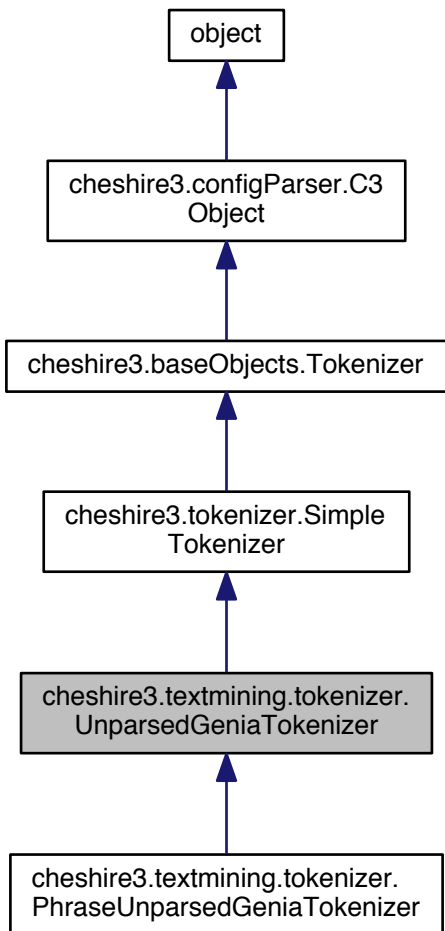 object
cheshire3.configParser.C3
Object
cheshire3.baseObjects.Tokenizer
cheshire3.tokenizer.Simple
Tokenizer
cheshire3.textmining.tokenizer.
UnparsedGeniaTokenizer
cheshire3.textmining.tokenizer.
PhraseUnparsedGeniaTokenizer